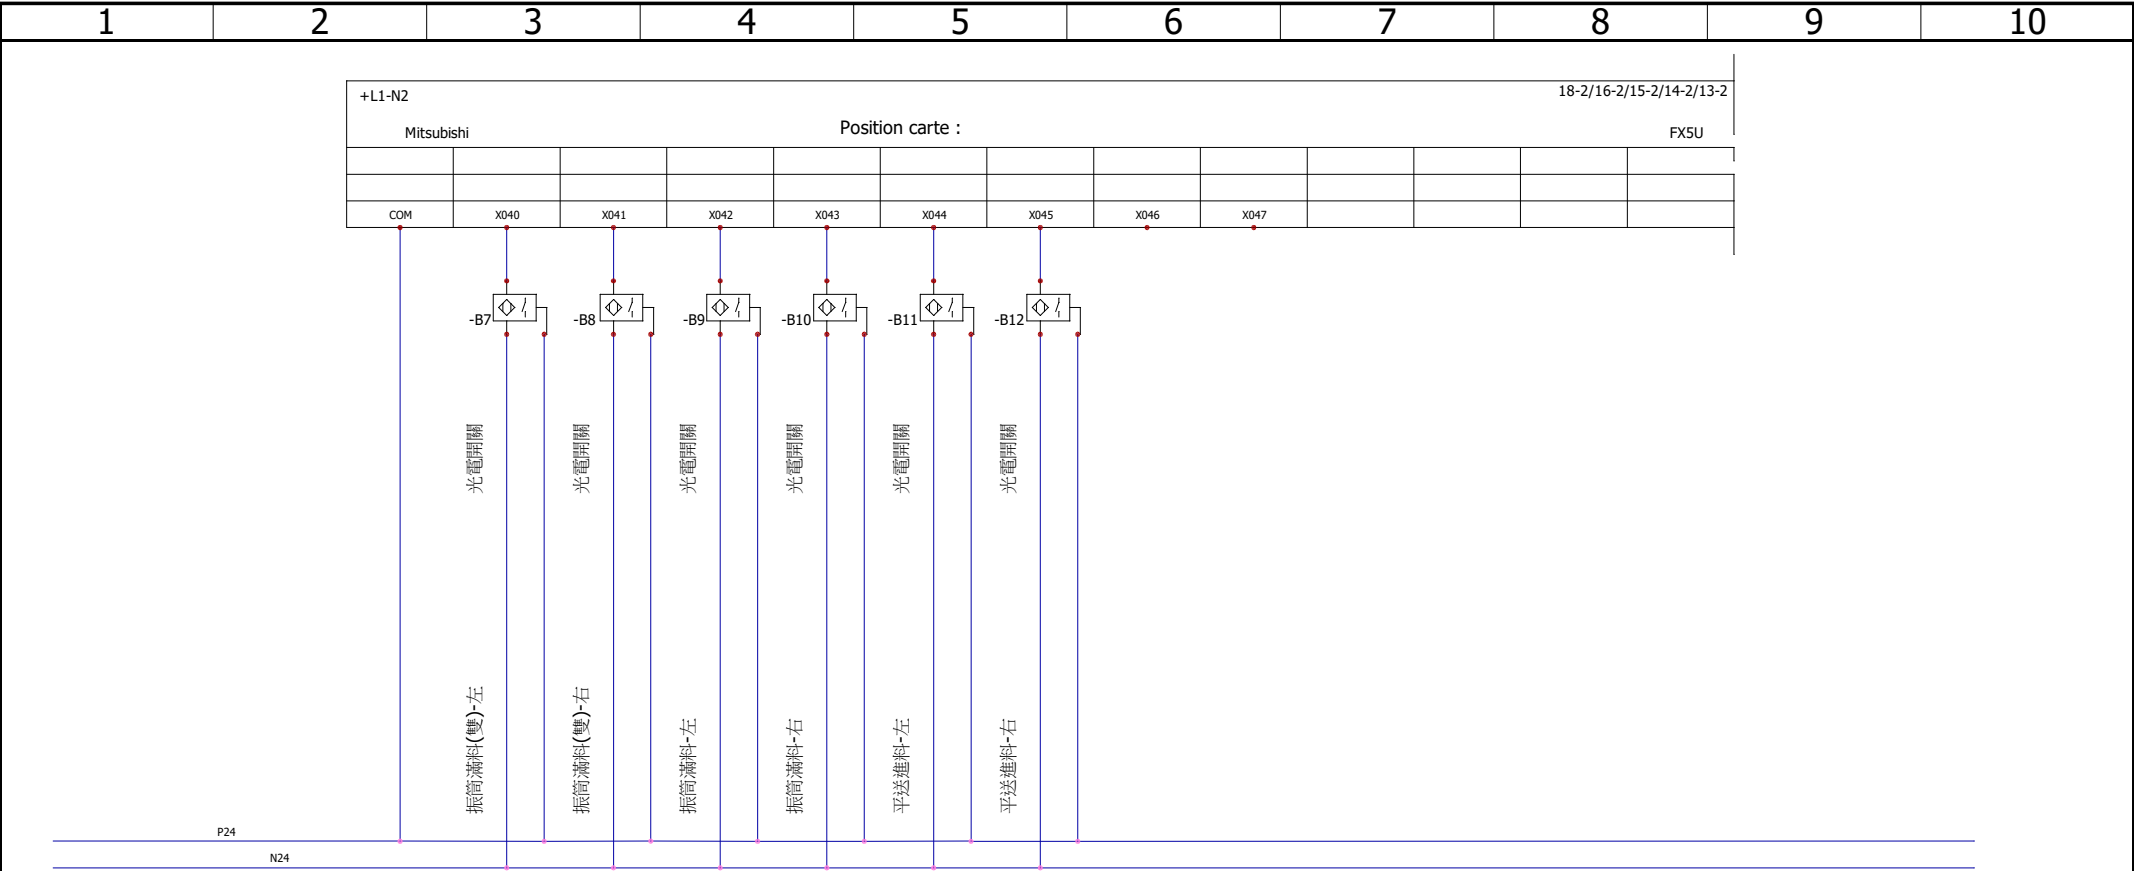 1 2 3 4 5 6 7 8 9 10
+L1-N2 18-2/16-2/15-2/14-2/13-2
Mitsubishi Position carte : FX5U
COM X040 X041 X042 X043 X044 X045 X046 X047
-B7 -B8 -B9 -B10 -B11 -B12
光電開關 光電開關 光電開關 光電開關 光電開關 光電開關
振筒滿料(雙)-左
振筒滿料(雙)-右
振筒滿料-左
振筒滿料-右
平送進料-左
平送進料-右
P24
N24